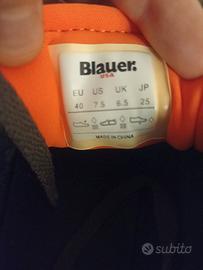 Blauer.
USA
EU US UK JP
40 7.5 6.5 25
MADE IN CHINA
subito